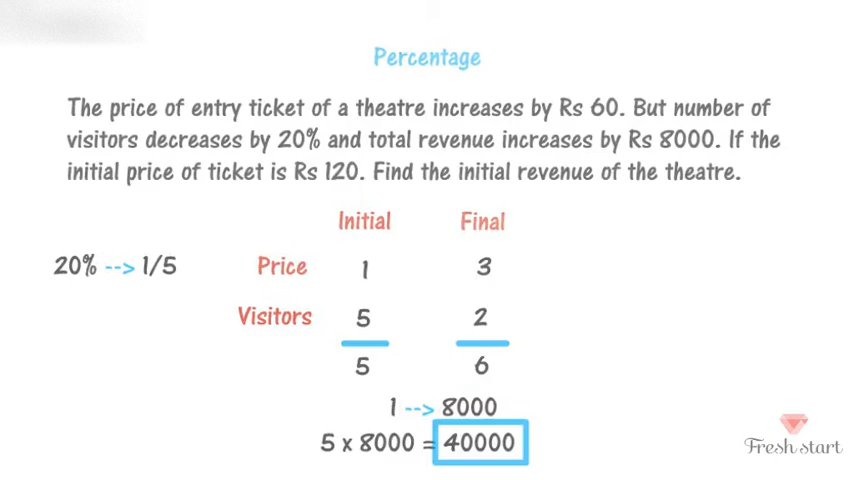 Percentage
The price of entry ticket of a theatre increases by Rs 60. But number of
visitors decreases by 20% and total revenue increases by Rs 8000. If the
initial price of ticket is Rs 120. Find the initial revenue of the theatre.
Initial Final
20% --> 1/5 Price 1 3
Visitors 5 2
5 6
1 --> 8000
5 x 8000 = 40000
Fresh start